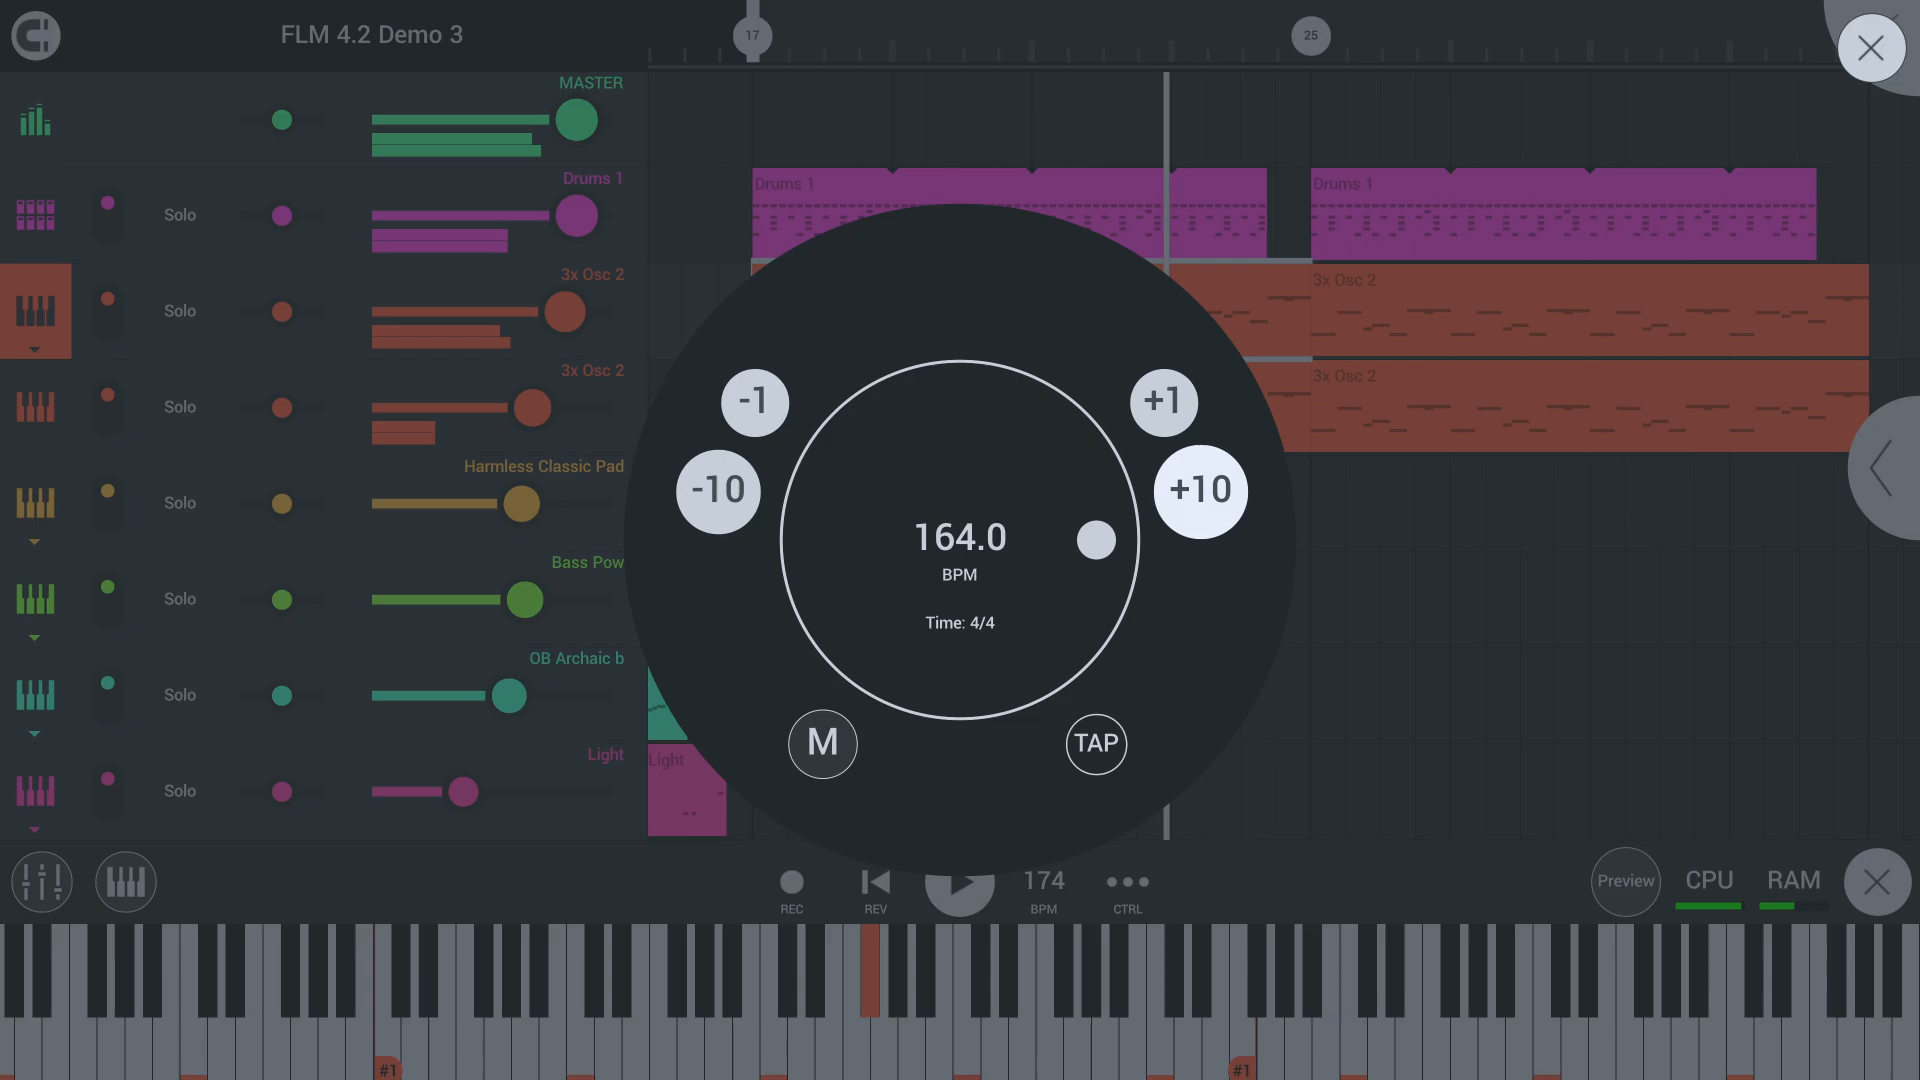 FLM 4.2 Demo 3
17
25
MASTER
Drums 1
Solo
Drums 1
Drums 1
3x Osc 2
Solo
3x Osc 2
3x Osc 2
Solo
3x Osc 2
-1
+1
Harmless Classic Pad
Solo
-10
+10
164.0
BPM
Time: 4/4
Bass Pow
Solo
OB Archaic b
Solo
M
TAP
Light
Solo
Light
REC
REV
174
BPM
CTRL
Preview
CPU
RAM
#1
#1